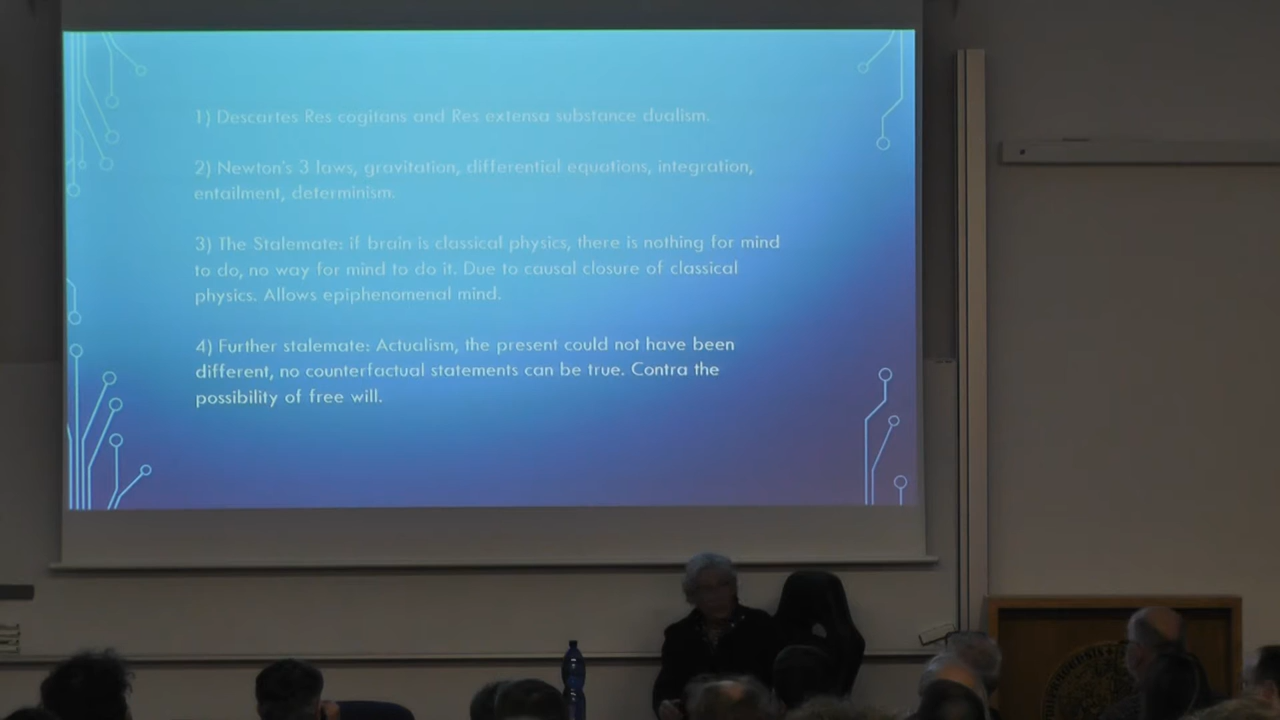 1) Descartes Res cogitans and Res extensa substance dualism.
2) Newton's 3 laws, gravitation, differential equations, integration,
entailment, determinism.
3) The Stalemate: if brain is classical physics, there is nothing for mind
to do, no way for mind to do it. Due to causal closure of classical
physics. Allows epiphenomenal mind.
4) Further stalemate: Actualism, the present could not have been
different, no counterfactual statements can be true. Contra the
possibility of free will.